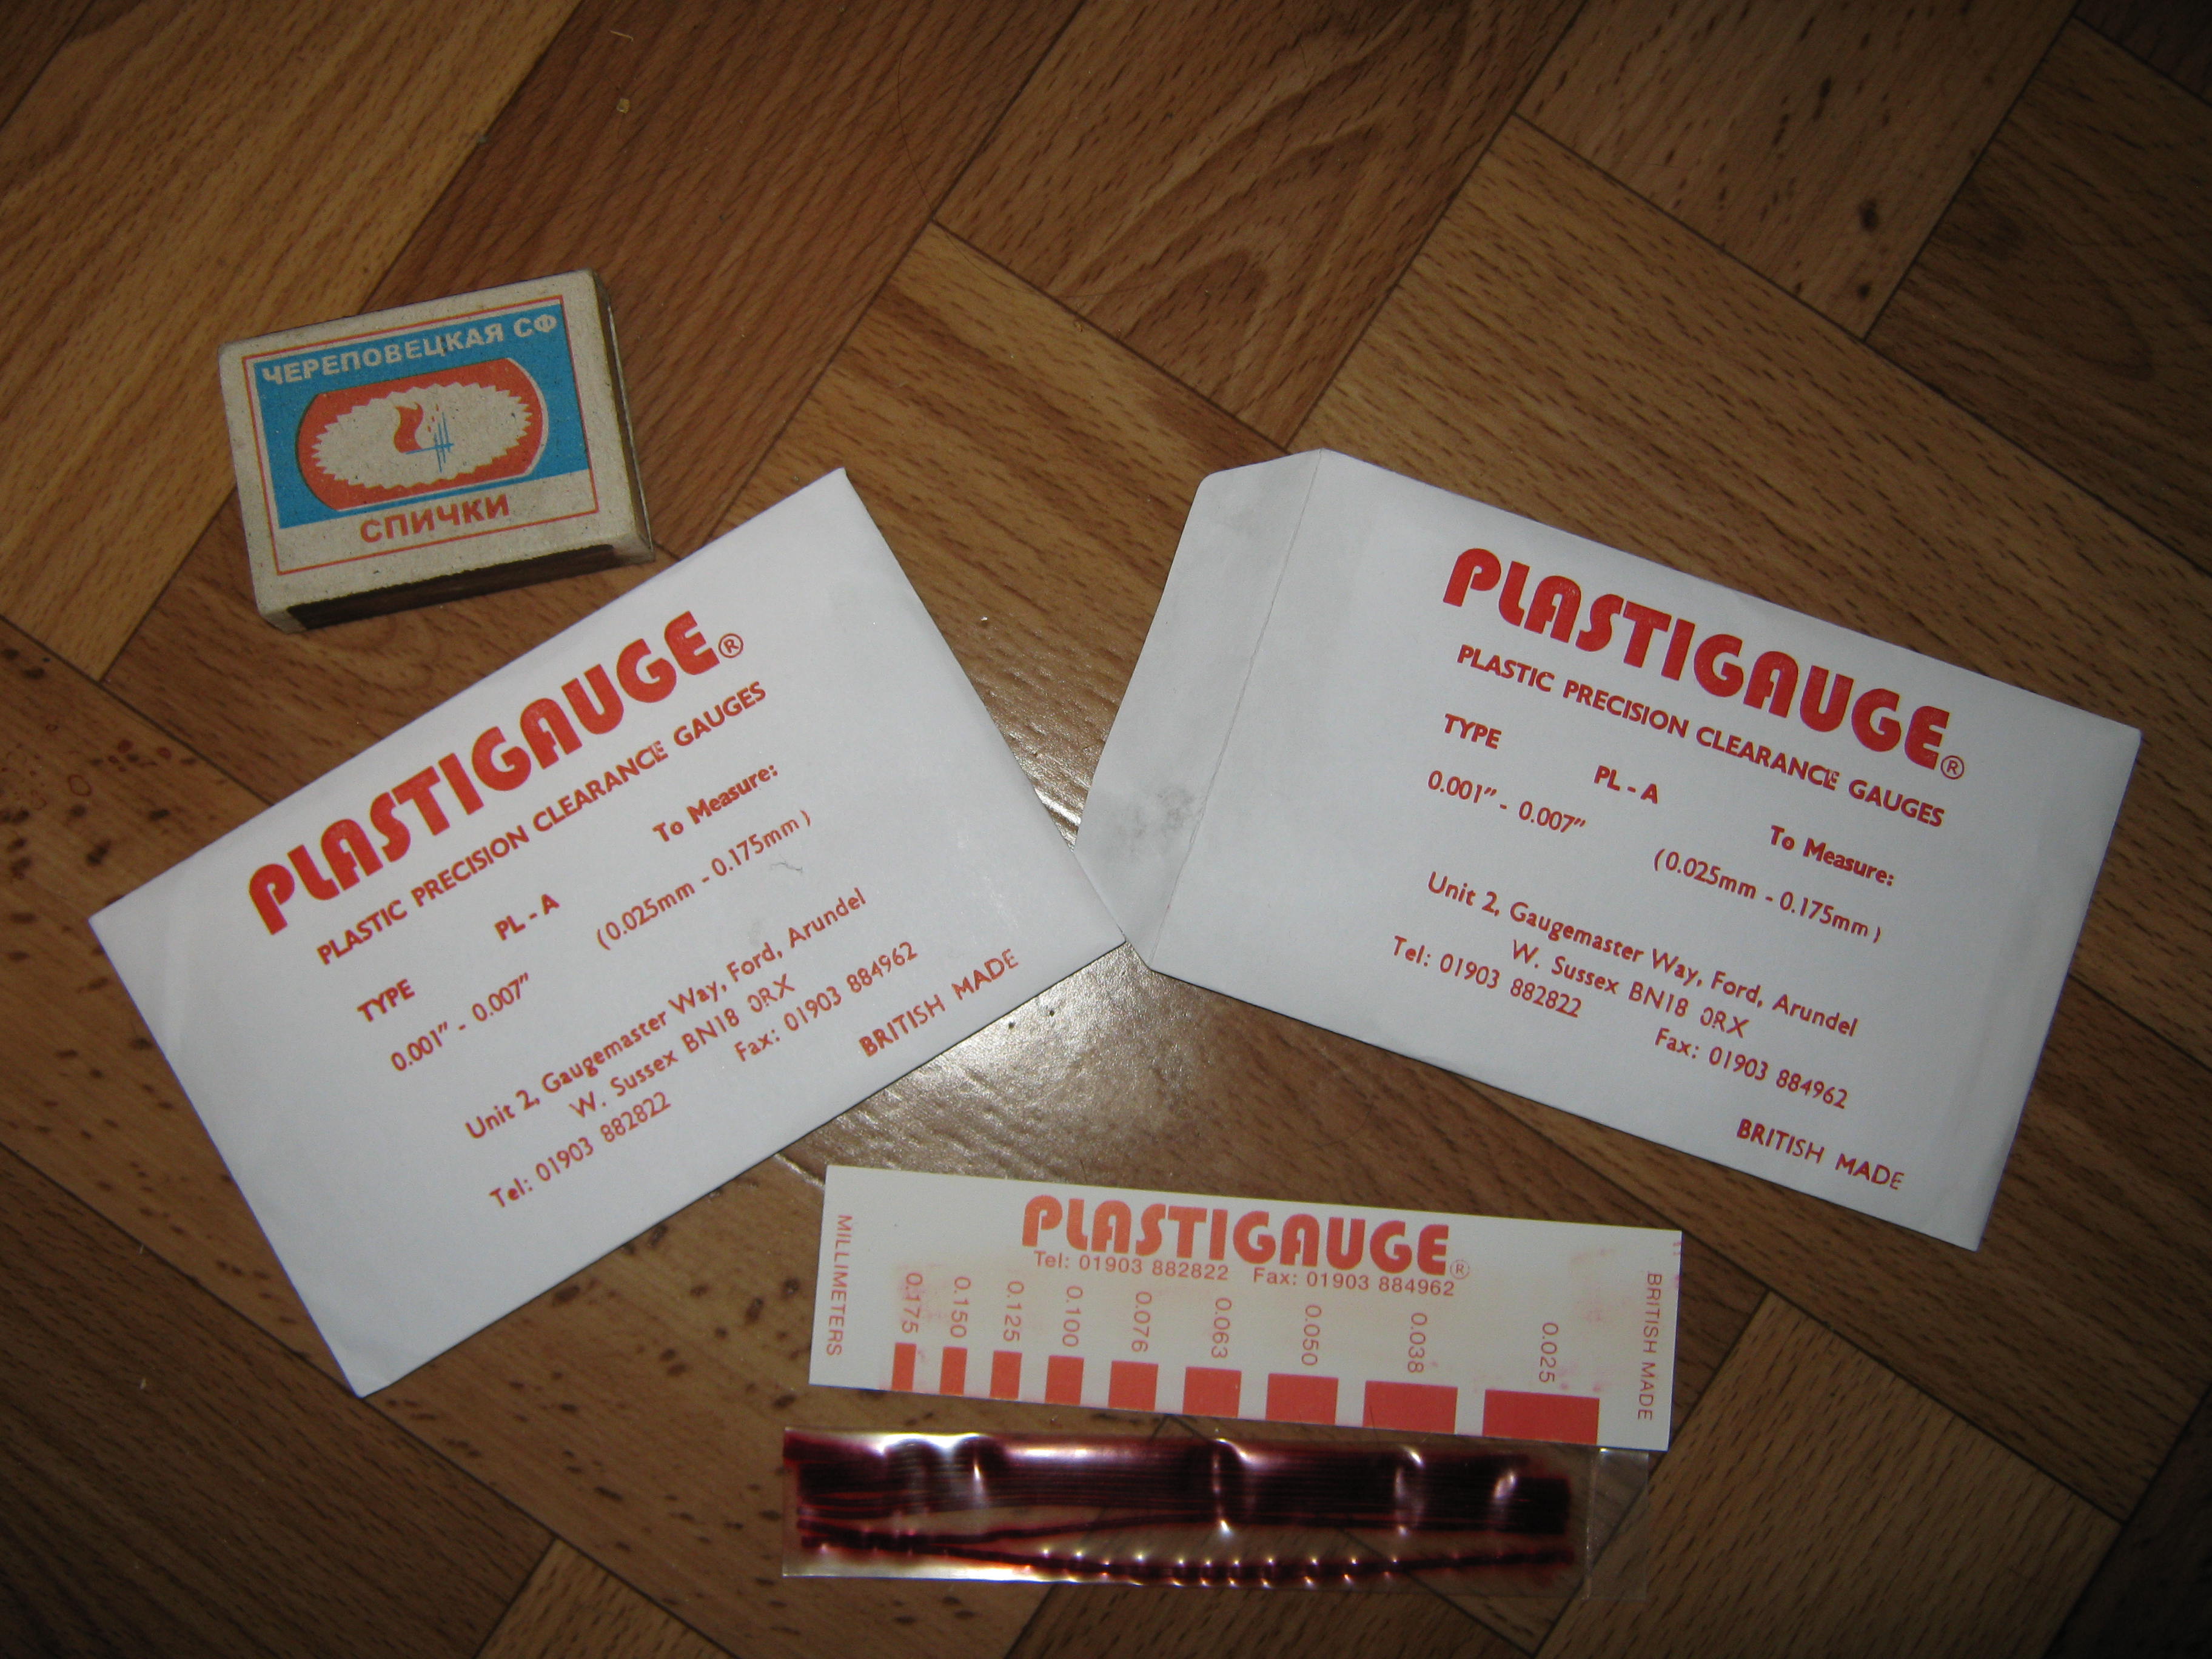 ЧЕРЕПОВЕЦКАЯ СФ
СПИЧКИ
PLASTIGAUGE®
PLASTIC PRECISION CLEARANCE GAUGES
TYPE PL - A To Measure:
0.001" - 0.007" (0.025mm - 0.175mm)
Unit 2, Gaugemaster Way, Ford, Arundel
W. Sussex BN18 0RX
Tel: 01903 882822 Fax: 01903 884962
BRITISH MADE
PLASTIGAUGE®
PLASTIC PRECISION CLEARANCE GAUGES
TYPE PL - A To Measure:
0.001" - 0.007" (0.025mm - 0.175mm)
Unit 2, Gaugemaster Way, Ford, Arundel
W. Sussex BN18 0RX
Tel: 01903 882822 Fax: 01903 884962
BRITISH MADE
PLASTIGAUGE®
Tel: 01903 882822 Fax: 01903 884962
MILLIMETERS
0.175 0.150 0.125 0.100 0.076 0.063 0.050 0.038 0.025
BRITISH MADE